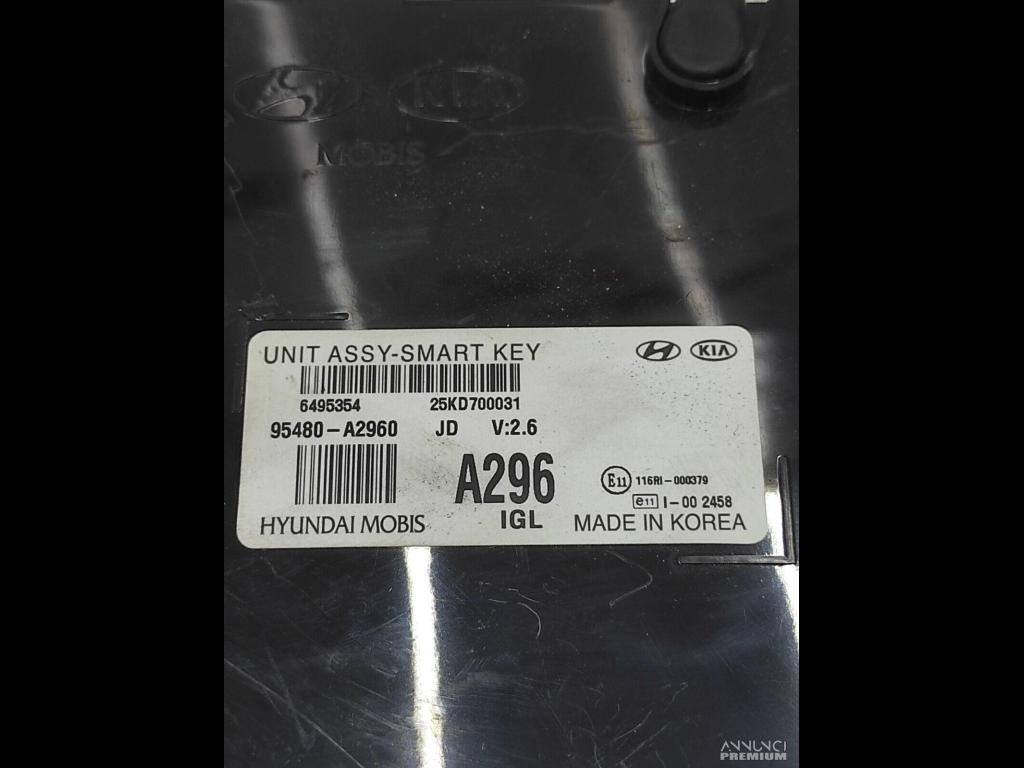 KIA
MOBIS
UNIT ASSY-SMART KEY
KIA
6495354 25KD700031
95480-A2960 JD V:2.6
A296
E11 116RI-000379
e11 I-00 2458
HYUNDAI MOBIS IGL MADE IN KOREA
ANNUNCI
PREMIUM